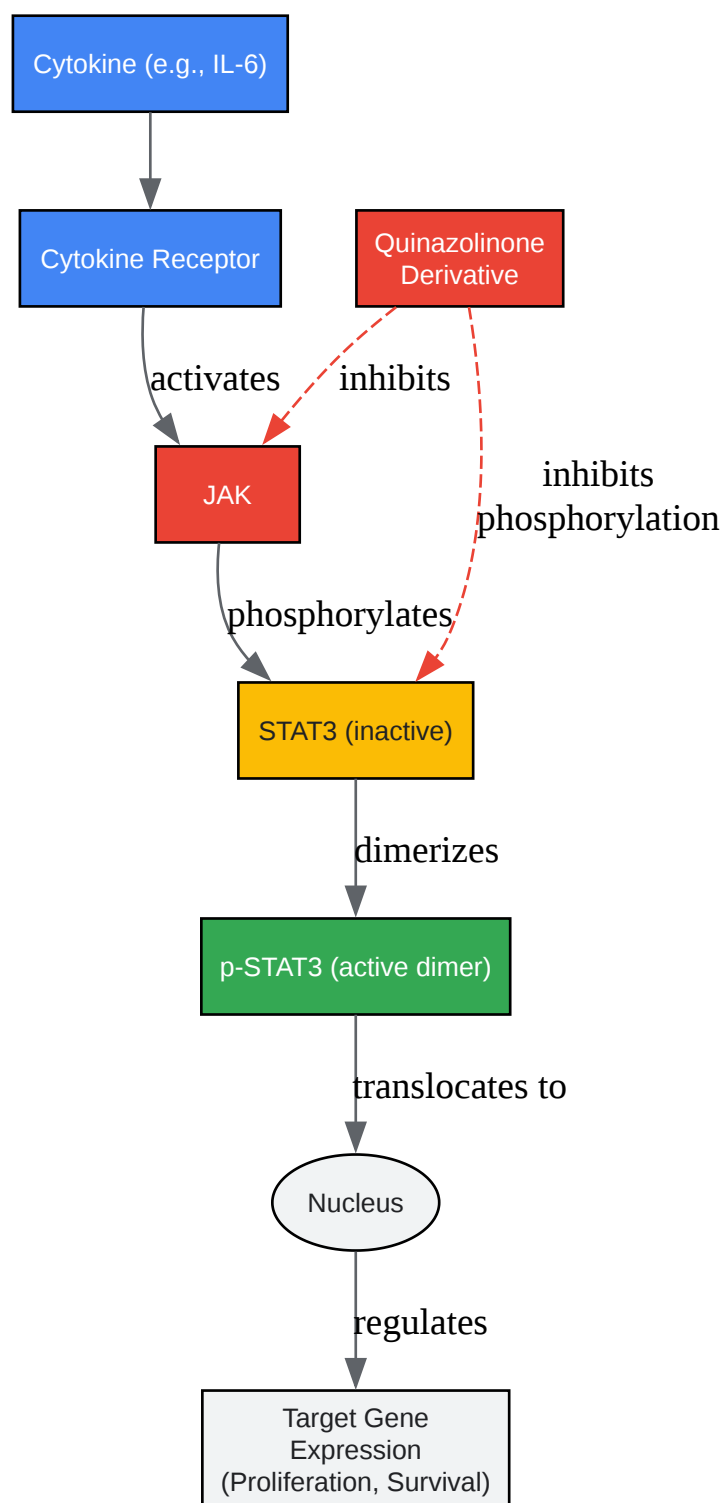 Cytokine (e.g., IL-6)
Cytokine Receptor
Quinazolinone
Derivative
activates
inhibits
JAK
inhibits
phosphorylation
phosphorylates
STAT3 (inactive)
dimerizes
p-STAT3 (active dimer)
translocates to
Nucleus
regulates
Target Gene
Expression
(Proliferation, Survival)